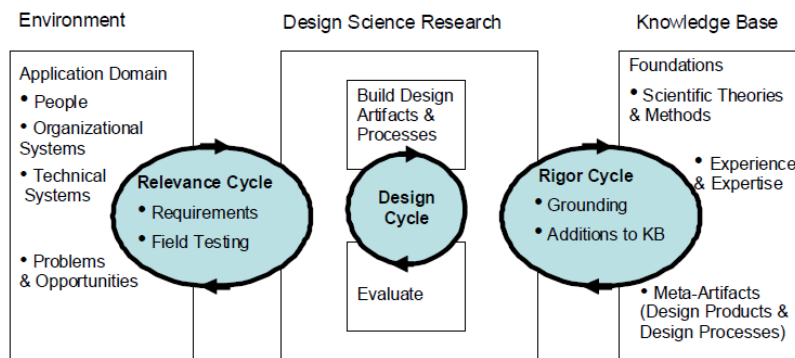 Environment
Design Science Research
Knowledge Base
Application Domain
• People
• Organizational
Systems
• Technical
Systems
• Problems
& Opportunities
Relevance Cycle
• Requirements
• Field Testing
Build Design
Artifacts &
Processes
Design
Cycle
Evaluate
Rigor Cycle
• Grounding
• Additions to KB
Foundations
• Scientific Theories
& Methods
• Experience
& Expertise
• Meta-Artifacts
(Design Products &
Design Processes)